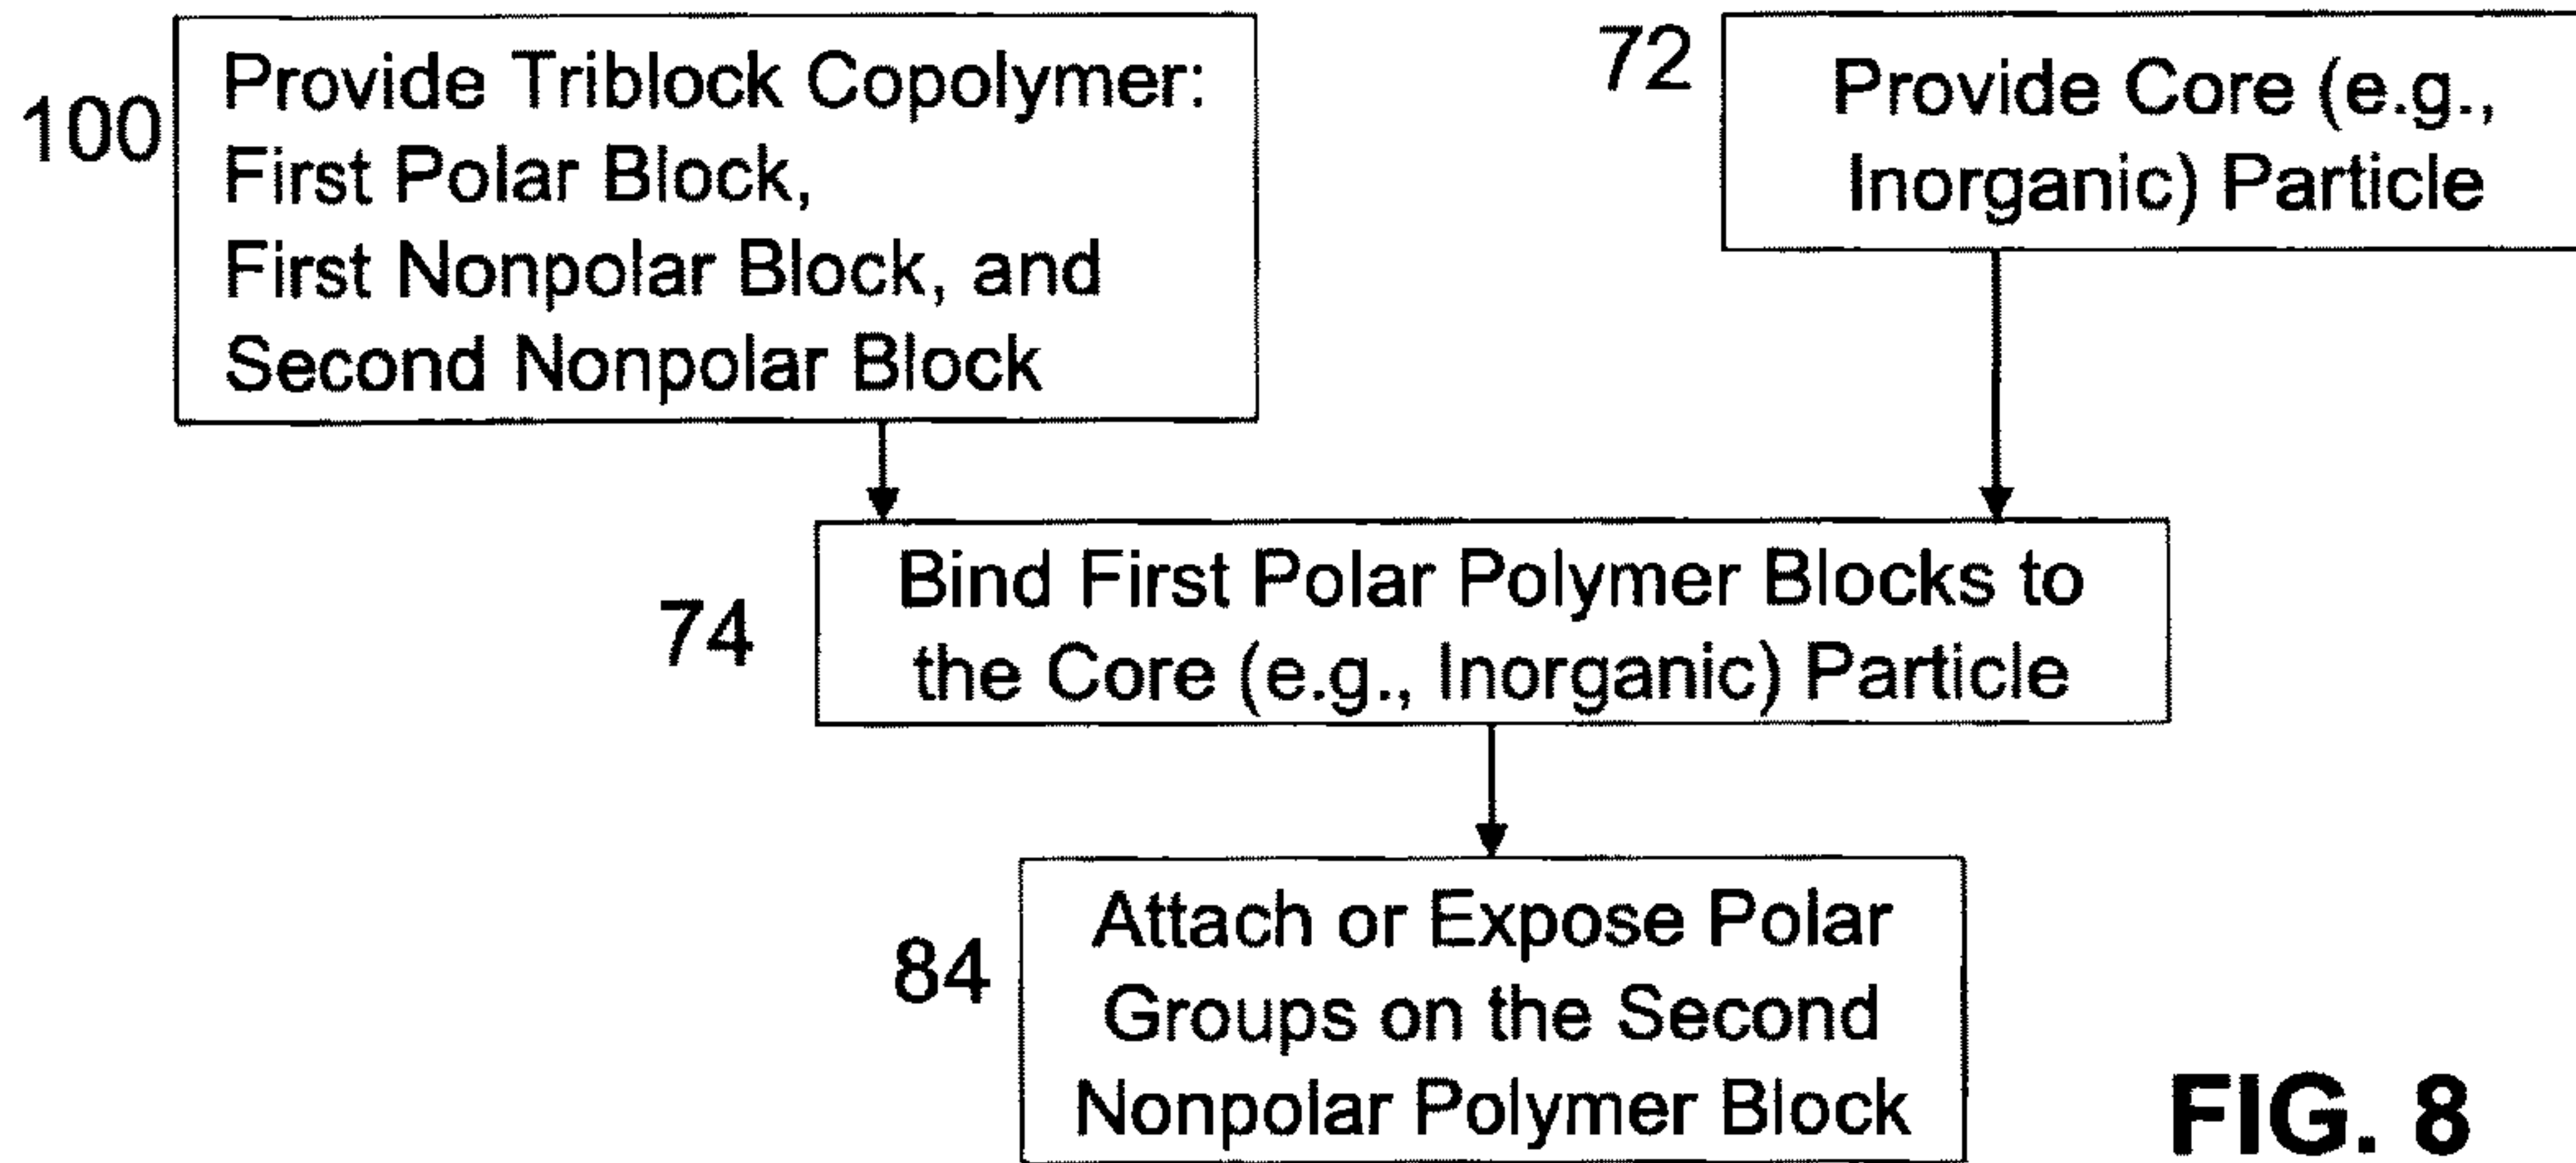 100
Provide Triblock Copolymer:
First Polar Block,
First Nonpolar Block, and
Second Nonpolar Block
72
Provide Core (e.g.,
Inorganic) Particle
74
Bind First Polar Polymer Blocks to
the Core (e.g., Inorganic) Particle
84
Attach or Expose Polar
Groups on the Second
Nonpolar Polymer Block
FIG. 8